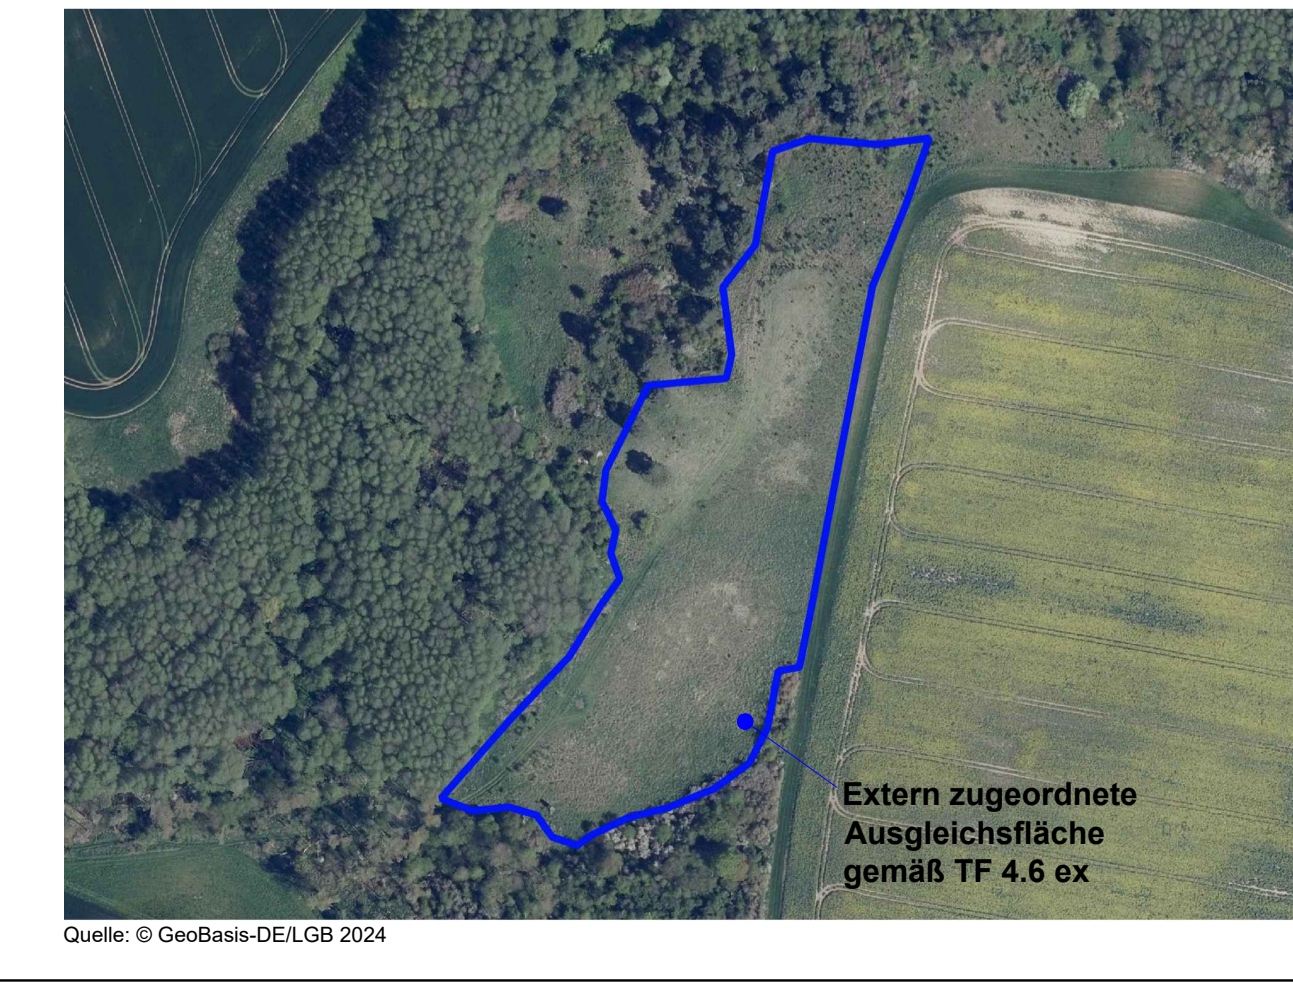 Extern zugeordnete
Ausgleichsfläche
gemäß TF 4.6 ex
Quelle: © GeoBasis-DE/LGB 2024